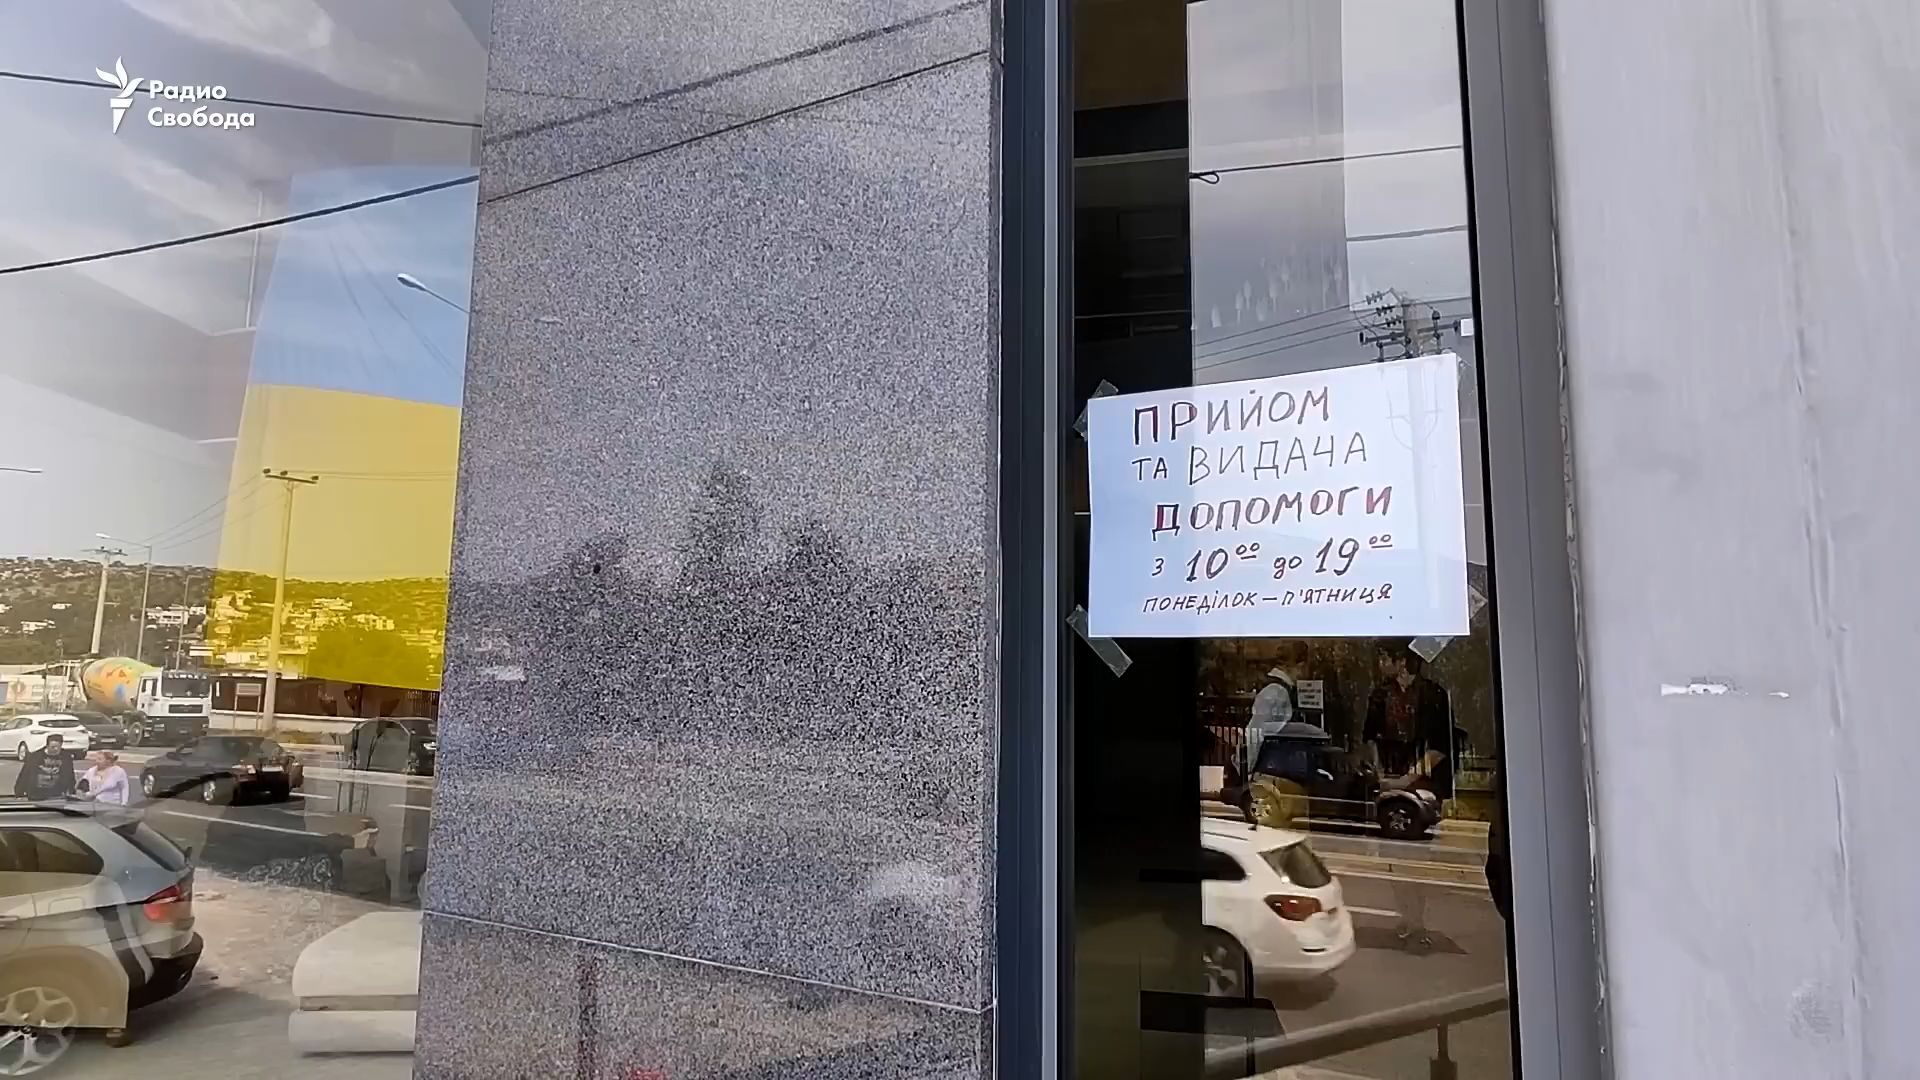 Радио
Свобода
ПРИЙОМ
ТА ВИДАЧА
ДОПОМОГИ
З 10⁰⁰ до 19⁰⁰
ПОНЕДІЛОК – П'ЯТНИЦЯ